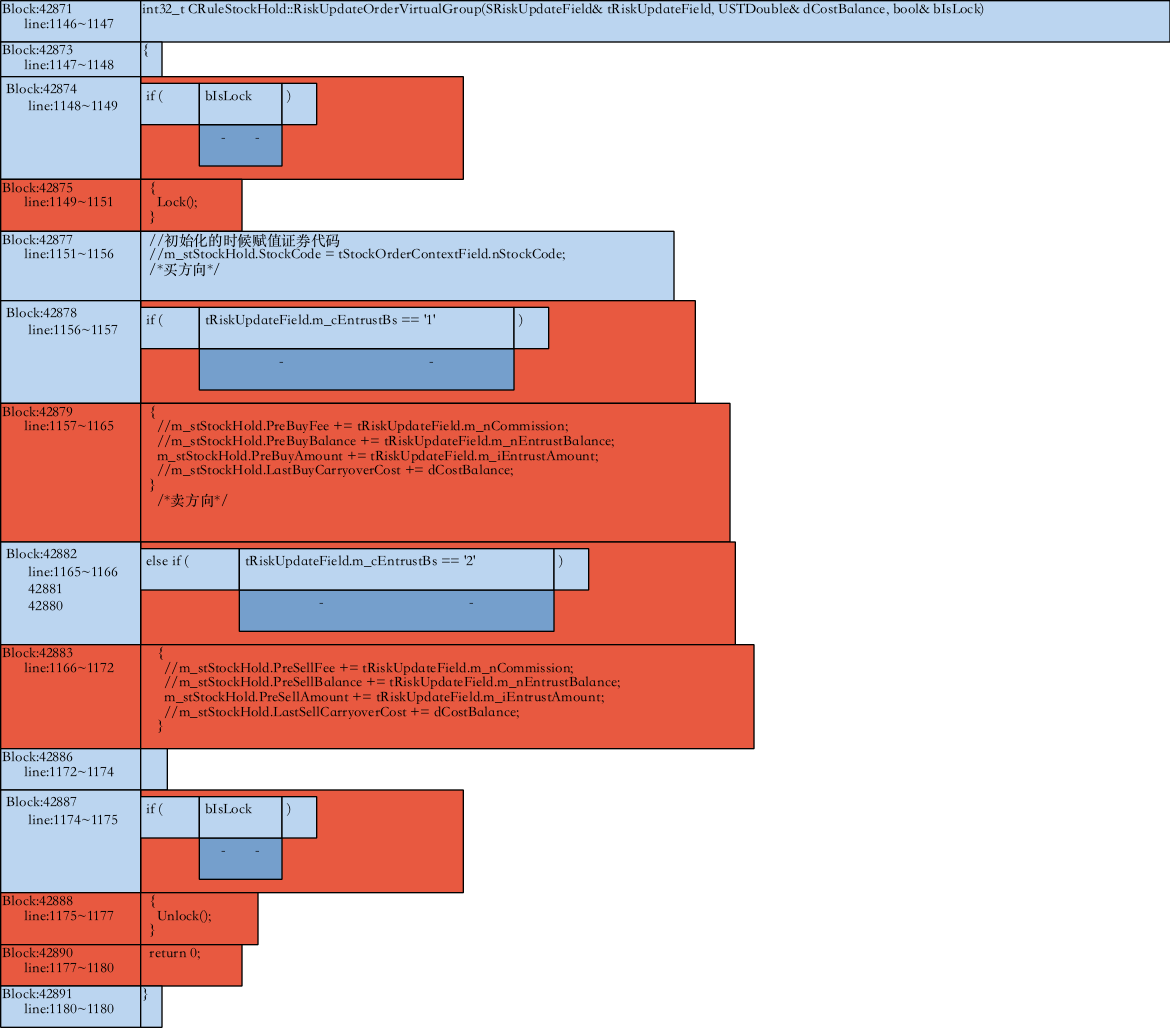 Block:42871
line:1146~1147
int32_t CRuleStockHold::RiskUpdateOrderVirtualGroup(SRiskUpdateField& tRiskUpdateField, USTDouble& dCostBalance, bool& bIsLock)
Block:42873
line:1147~1148
{
Block:42874
line:1148~1149
if ( bIsLock )
- -
Block:42875
line:1149~1151
{
Lock();
}
Block:42877
line:1151~1156
//初始化的时候赋值证券代码
//m_stStockHold.StockCode = tStockOrderContextField.nStockCode;
/*买方向*/
Block:42878
line:1156~1157
if ( tRiskUpdateField.m_cEntrustBs == '1' )
- -
Block:42879
line:1157~1165
{
//m_stStockHold.PreBuyFee += tRiskUpdateField.m_nCommission;
//m_stStockHold.PreBuyBalance += tRiskUpdateField.m_nEntrustBalance;
m_stStockHold.PreBuyAmount += tRiskUpdateField.m_iEntrustAmount;
//m_stStockHold.LastBuyCarryoverCost += dCostBalance;
}
/*卖方向*/
Block:42882
line:1165~1166
42881
42880
else if ( tRiskUpdateField.m_cEntrustBs == '2' )
- -
Block:42883
line:1166~1172
{
//m_stStockHold.PreSellFee += tRiskUpdateField.m_nCommission;
//m_stStockHold.PreSellBalance += tRiskUpdateField.m_nEntrustBalance;
m_stStockHold.PreSellAmount += tRiskUpdateField.m_iEntrustAmount;
//m_stStockHold.LastSellCarryoverCost += dCostBalance;
}
Block:42886
line:1172~1174
Block:42887
line:1174~1175
if ( bIsLock )
- -
Block:42888
line:1175~1177
{
Unlock();
}
Block:42890
line:1177~1180
return 0;
Block:42891
line:1180~1180
}